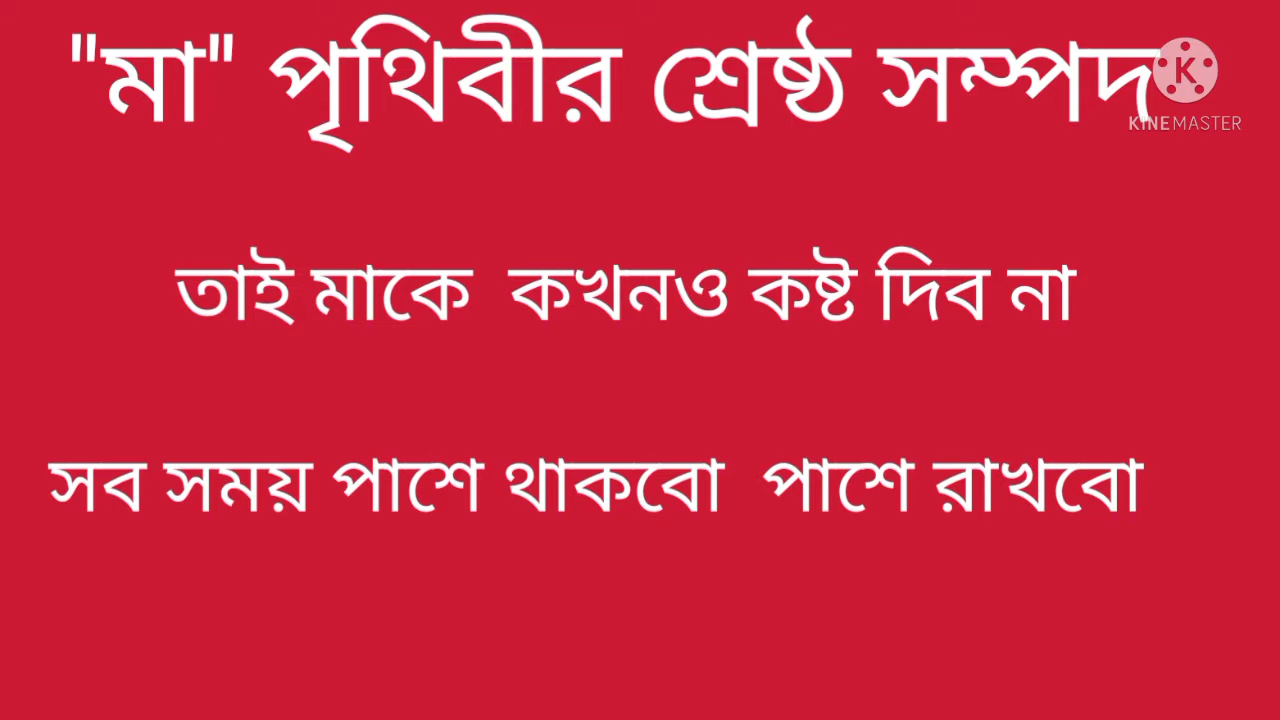 "মা" পৃথিবীর শ্রেষ্ঠ সম্পদ
KINEMASTER
তাই মাকে কখনও কষ্ট দিব না
সব সময় পাশে থাকবো পাশে রাখবো